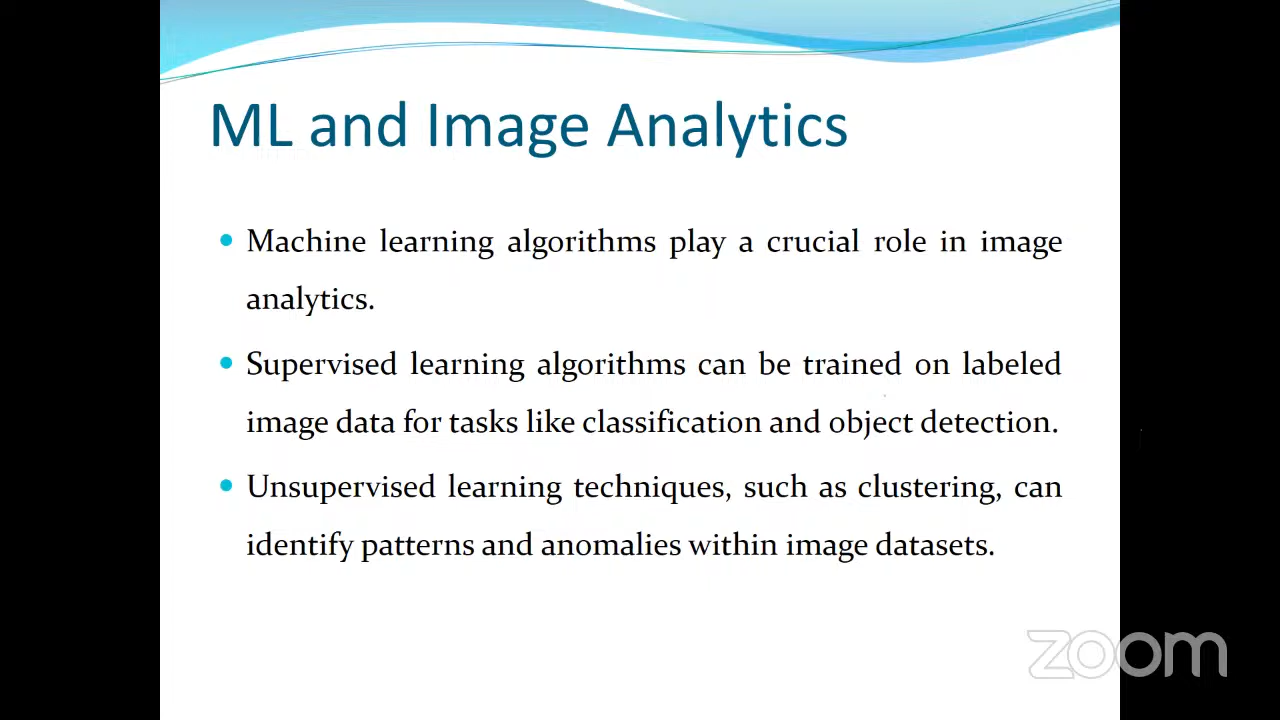 ML and Image Analytics
Machine learning algorithms play a crucial role in image
analytics.
Supervised learning algorithms can be trained on labeled
image data for tasks like classification and object detection.
Unsupervised learning techniques, such as clustering, can
identify patterns and anomalies within image datasets.
zoom